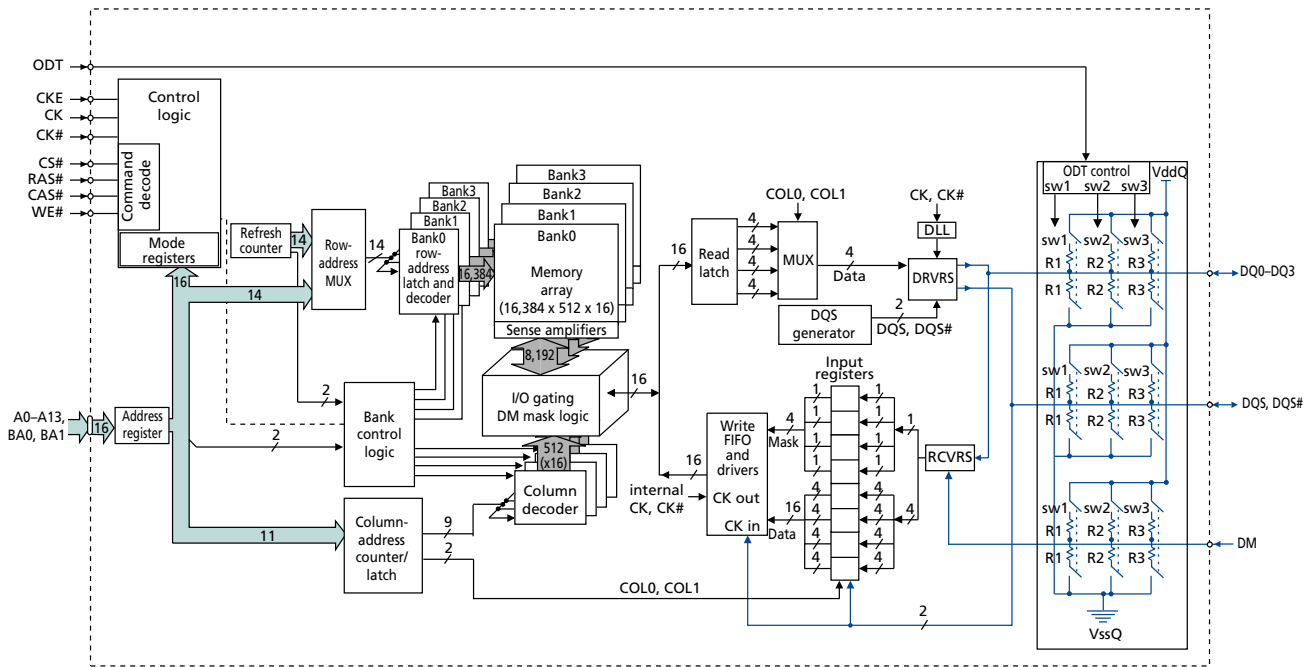 ODT
CKE
CK
CK#
CS#
RAS#
CAS#
WE#
Control
logic
Command
decode
Mode
registers
16
A0–A13,
BA0, BA1
16
Address
register
Refresh
counter
14
14
11
2
2
Row-
address
MUX
14
Bank3
Bank2
Bank1
Bank0
row-
address
latch and
decoder
16,384
Bank3
Bank2
Bank1
Bank0
Memory
array
(16,384 x 512 x 16)
Sense amplifiers
8,192
I/O gating
DM mask logic
16
512
(x16)
Column
decoder
Bank
control
logic
Column-
address
counter/
latch
9
2
COL0, COL1
16
Read
latch
4
4
4
4
COL0, COL1
MUX
4
Data
CK, CK#
DLL
DRVRS
DQS
generator
2
DQS, DQS#
Input
registers
1
1
1
1
1
1
1
1
1
4
Mask
4
4
4
4
4
4
4
4
4
16
Data
16
Write
FIFO
and
drivers
CK out
CK in
internal
CK, CK#
RCVRS
2
ODT control
sw1 sw2 sw3
VddQ
sw1 sw2 sw3
R1 R2 R3
R1 R2 R3
sw1 sw2 sw3
R1 R2 R3
R1 R2 R3
sw1 sw2 sw3
R1 R2 R3
R1 R2 R3
VssQ
DQ0–DQ3
DQS, DQS#
DM